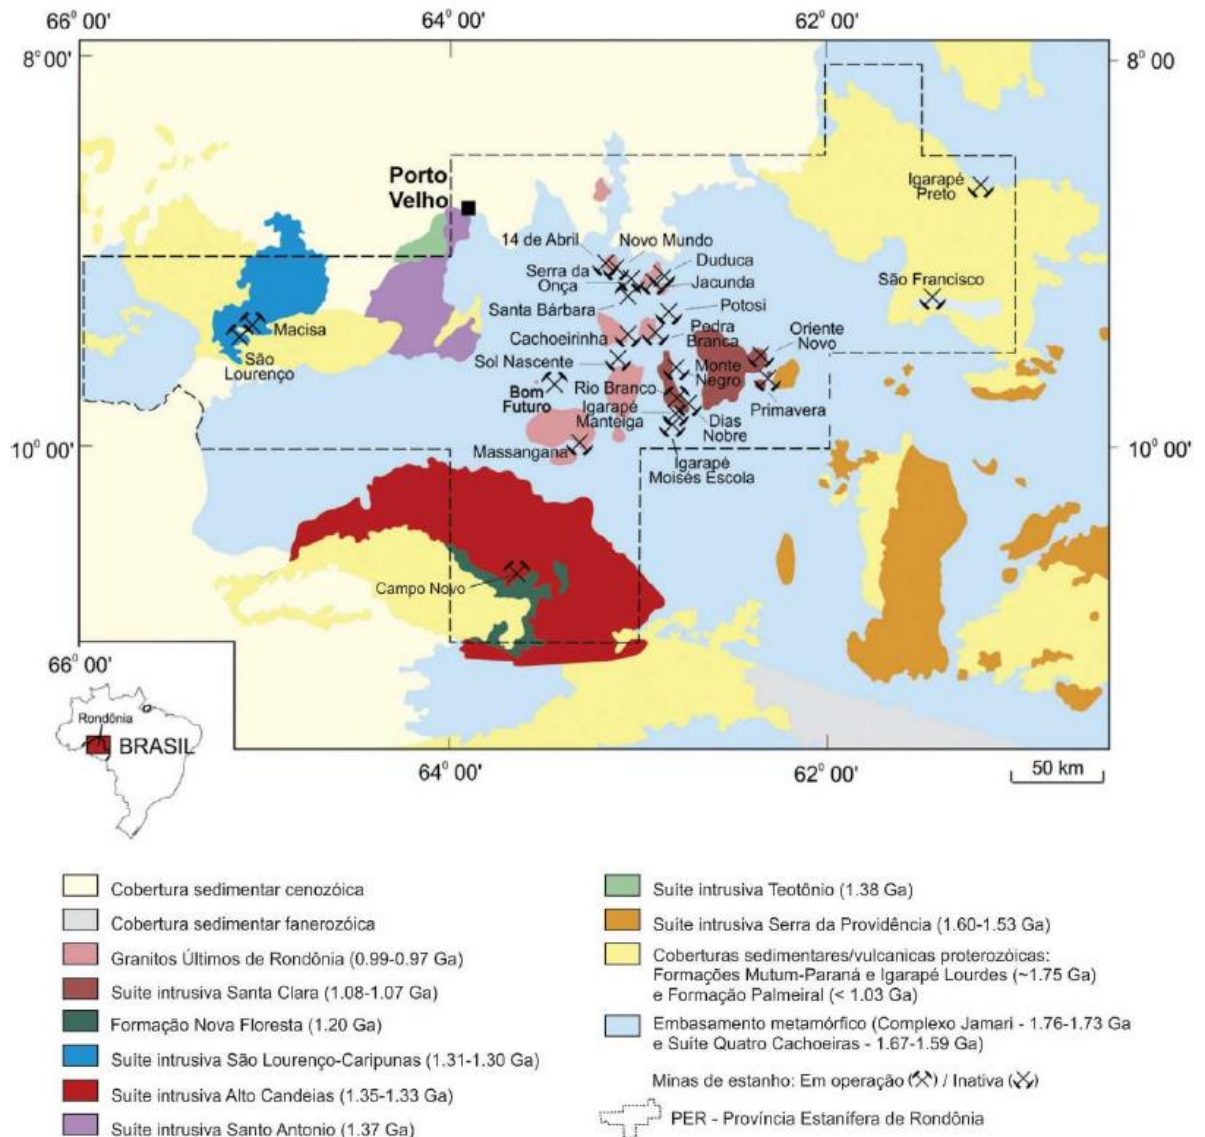 66° 00'
64° 00'
62° 00'
8° 00'
8° 00
Porto
Velho
Igarapé
Preto
14 de Abril
Novo Mundo
Serra da
Onça
Duduca
Jacunda
São Francisco
Santa Bárbara
Potosi
Macisa
Cachoeirinha
Pedra
Branca
Oriente
Novo
São
Lourenço
Sol Nascente
Monte
Negro
Bom
Futuro
Rio Branco
Igarapé
Manteiga
Primavera
Dias
Nobre
10° 00'
10° 00'
Massangana
Igarapé
Moisés Escola
Campo Novo
66° 00'
Rondônia
BRASIL
64° 00'
62° 00'
50 km
Cobertura sedimentar cenozóica
Cobertura sedimentar fanerozóica
Granitos Últimos de Rondônia (0.99-0.97 Ga)
Suíte intrusiva Santa Clara (1.08-1.07 Ga)
Formação Nova Floresta (1.20 Ga)
Suíte intrusiva São Lourenço-Caripunas (1.31-1.30 Ga)
Suíte intrusiva Alto Candeias (1.35-1.33 Ga)
Suíte intrusiva Santo Antonio (1.37 Ga)
Suíte intrusiva Teotônio (1.38 Ga)
Suíte intrusiva Serra da Providência (1.60-1.53 Ga)
Coberturas sedimentares/vulcanicas proterozóicas:
Formações Mutum-Paraná e Igarapé Lourdes (~1.75 Ga)
e Formação Palmeiral (< 1.03 Ga)
Embasamento metamórfico (Complexo Jamari - 1.76-1.73 Ga
e Suíte Quatro Cachoeiras - 1.67-1.59 Ga)
Minas de estanho: Em operação (⚒) / Inativa (⚒)
PER - Província Estanífera de Rondônia